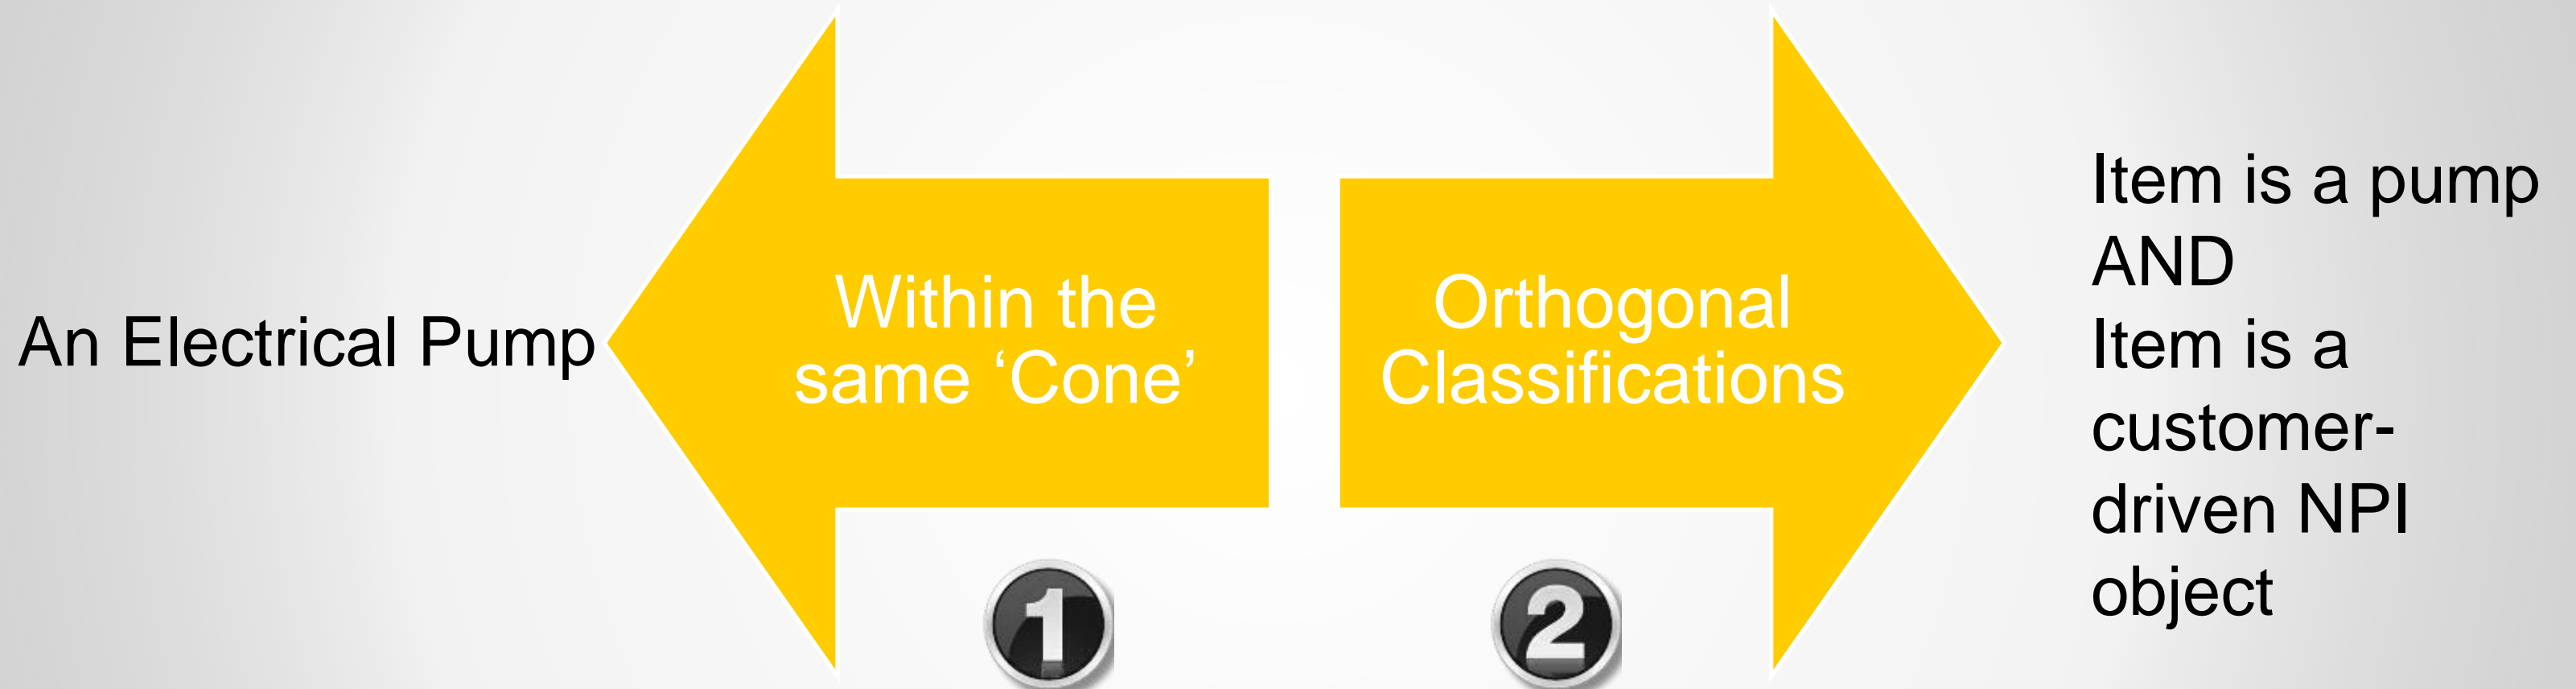 An Electrical Pump
Within the
same ‘Cone’
1
Orthogonal
Classifications
2
Item is a pump
AND
Item is a
customer-
driven NPI
object